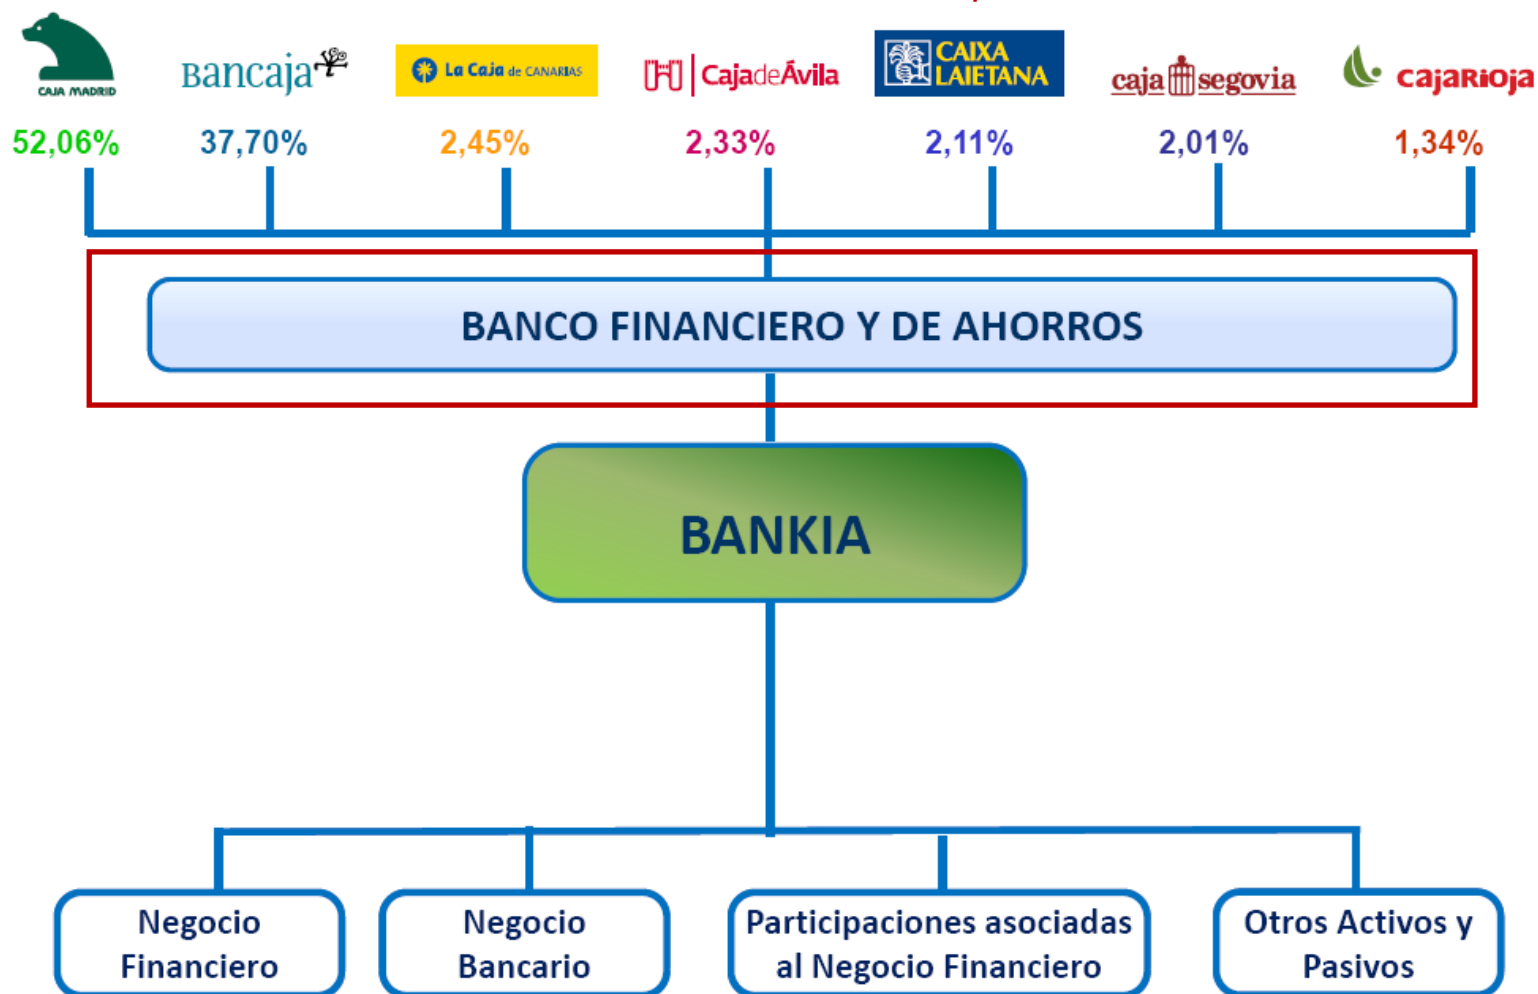 CAJA MADRID
Bancaja
La Caja de CANARIAS
CajadeÁvila
CAIXA
LAIETANA
caja segovia
cajaRioja
52,06%
37,70%
2,45%
2,33%
2,11%
2,01%
1,34%
BANCO FINANCIERO Y DE AHORROS
BANKIA
Negocio
Financiero
Negocio
Bancario
Participaciones asociadas
al Negocio Financiero
Otros Activos y
Pasivos